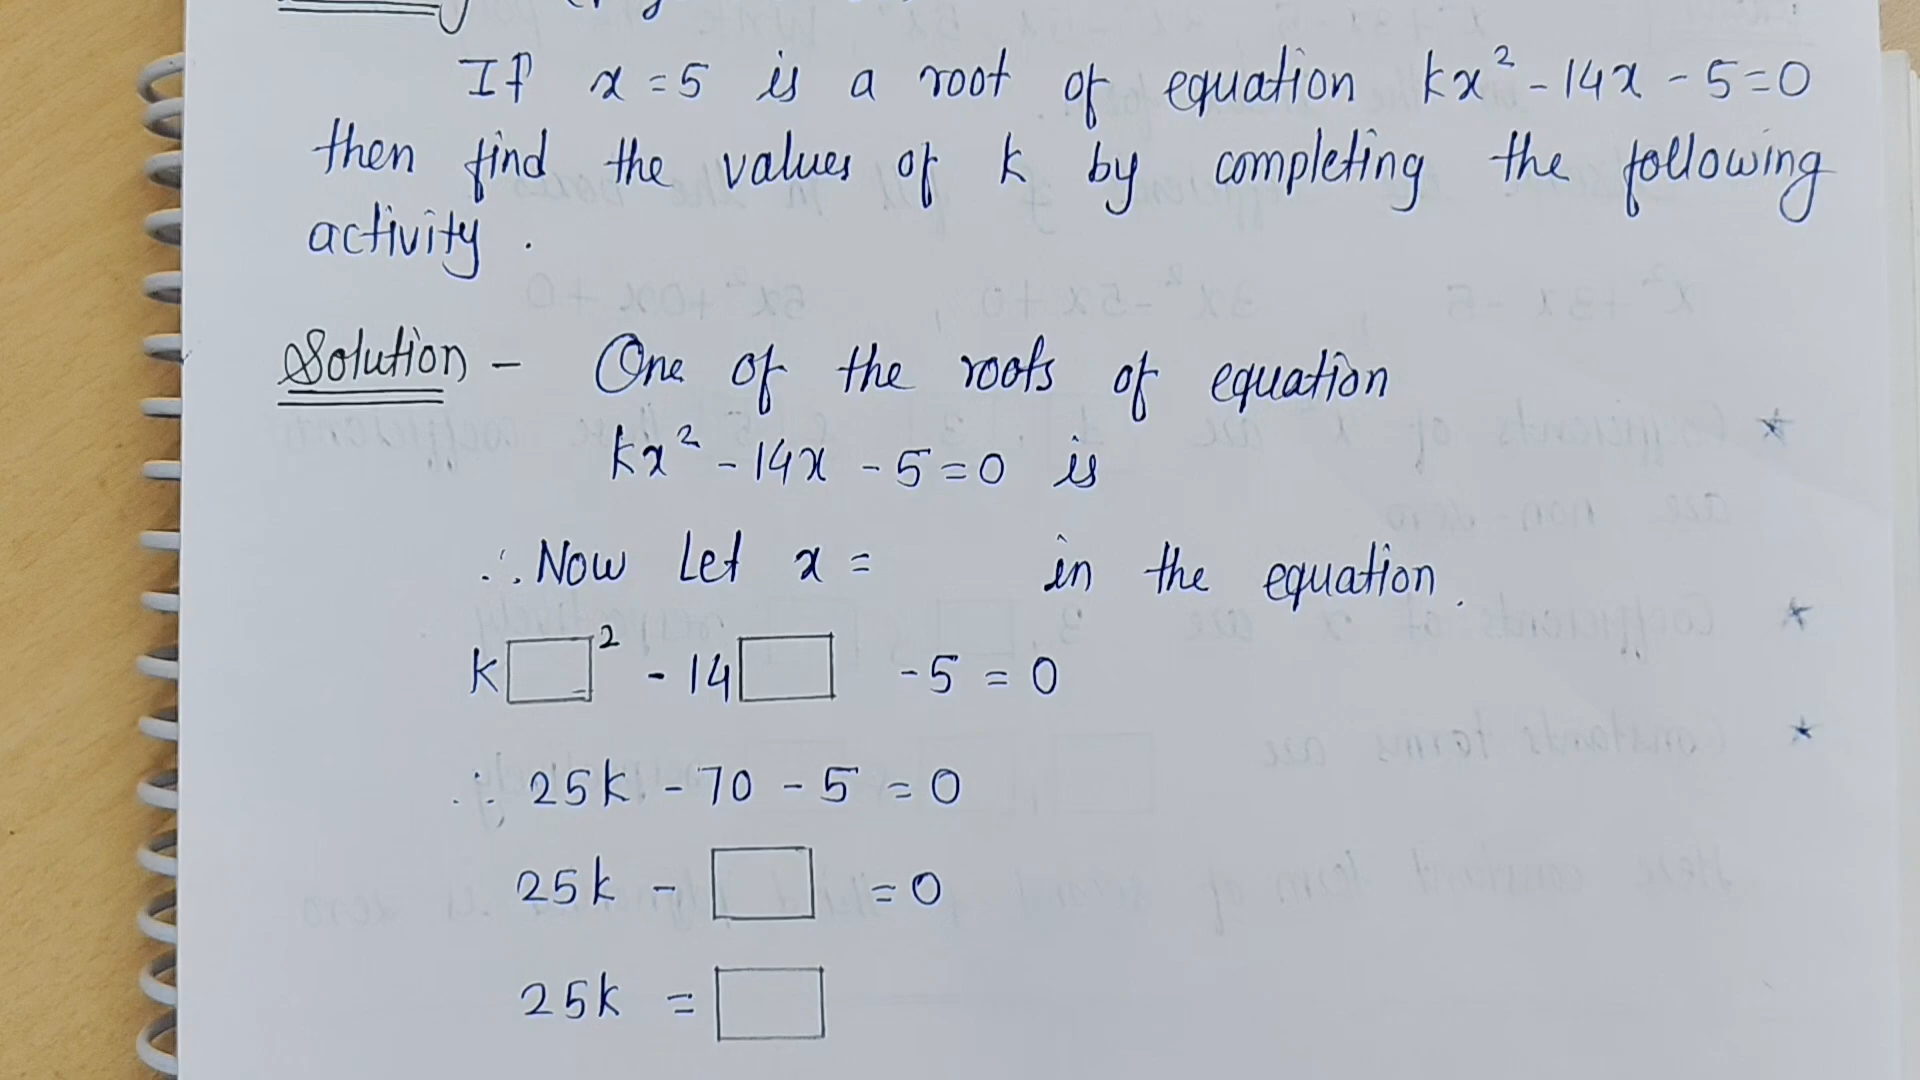 If x = 5 is a root of equation kx² - 14x - 5 = 0
then find the values of k by completing the following
activity.
Solution - One of the roots of equation
kx² - 14x - 5 = 0 is
∴ Now Let x = in the equation.
k□² - 14□ - 5 = 0
∴ 25k - 70 - 5 = 0
25k - □ = 0
25k = □